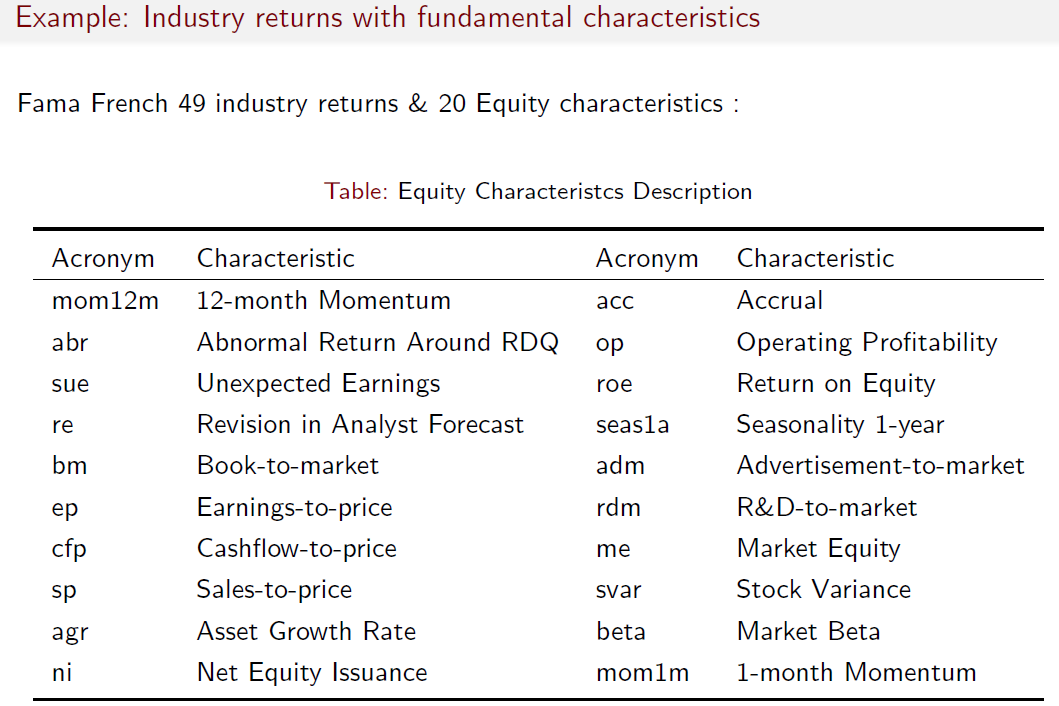 Example: Industry returns with fundamental characteristics
Fama French 49 industry returns & 20 Equity characteristics :
Table: Equity Characteristcs Description
Acronym Characteristic Acronym Characteristic
mom12m 12-month Momentum acc Accrual
abr Abnormal Return Around RDQ op Operating Profitability
sue Unexpected Earnings roe Return on Equity
re Revision in Analyst Forecast seas1a Seasonality 1-year
bm Book-to-market adm Advertisement-to-market
ep Earnings-to-price rdm R&D-to-market
cfp Cashflow-to-price me Market Equity
sp Sales-to-price svar Stock Variance
agr Asset Growth Rate beta Market Beta
ni Net Equity Issuance mom1m 1-month Momentum